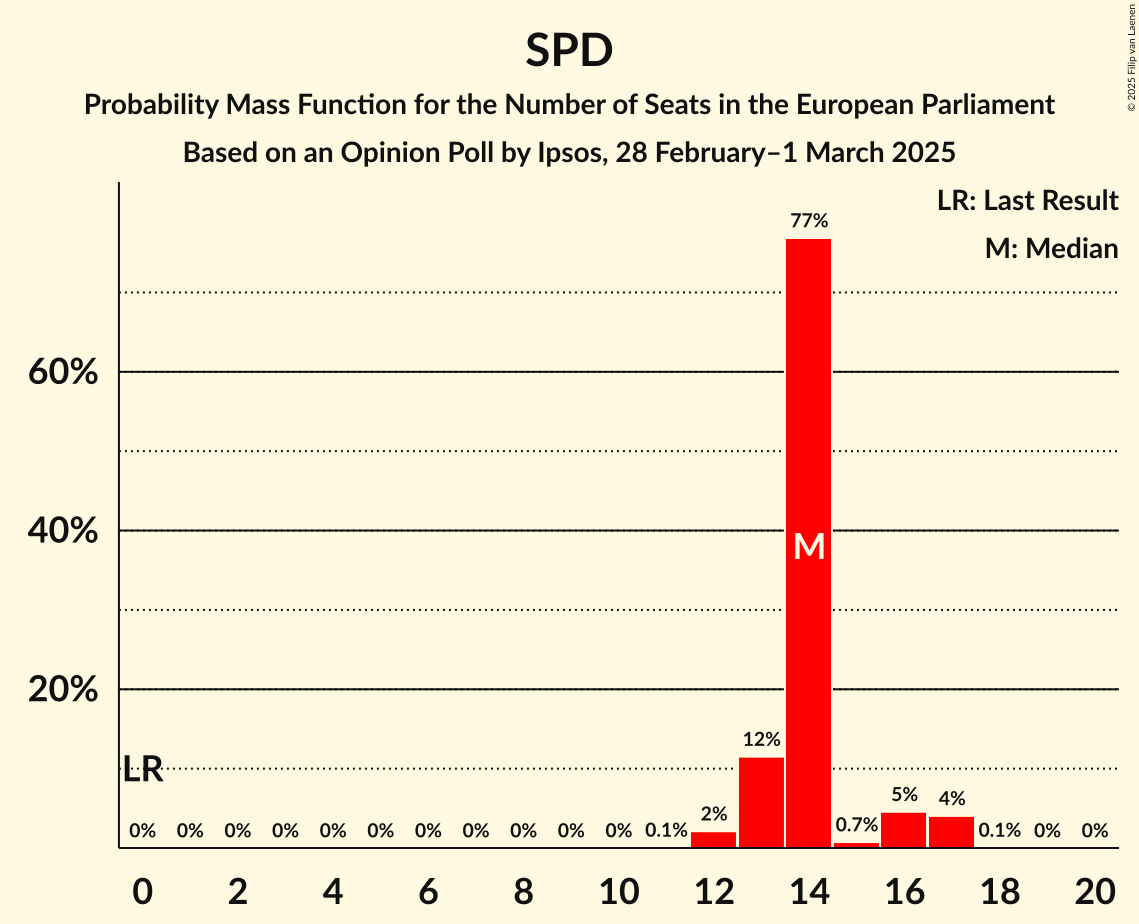 SPD
Probability Mass Function for the Number of Seats in the European Parliament
Based on an Opinion Poll by Ipsos, 28 February–1 March 2025
© 2025 Filip van Laenen
LR: Last Result
M: Median
60%
40%
20%
77%
M
LR
0% 0% 0% 0% 0% 0% 0% 0% 0% 0% 0% 0.1% 2% 12% 0.7% 5% 4% 0.1% 0% 0%
0 2 4 6 8 10 12 14 16 18 20